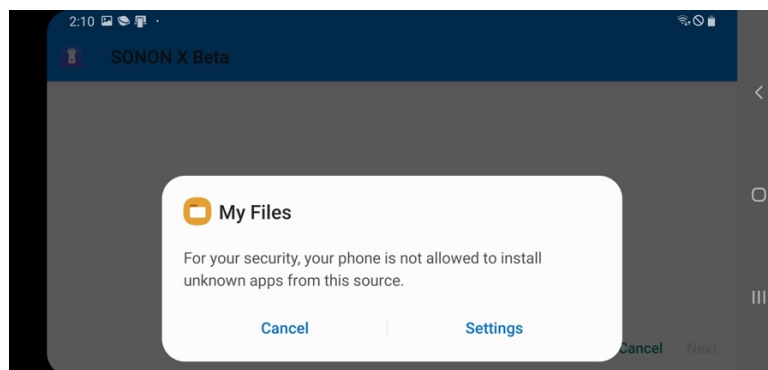 2:10
SONON X Beta
My Files
For your security, your phone is not allowed to install
unknown apps from this source.
Cancel Settings
Cancel Next